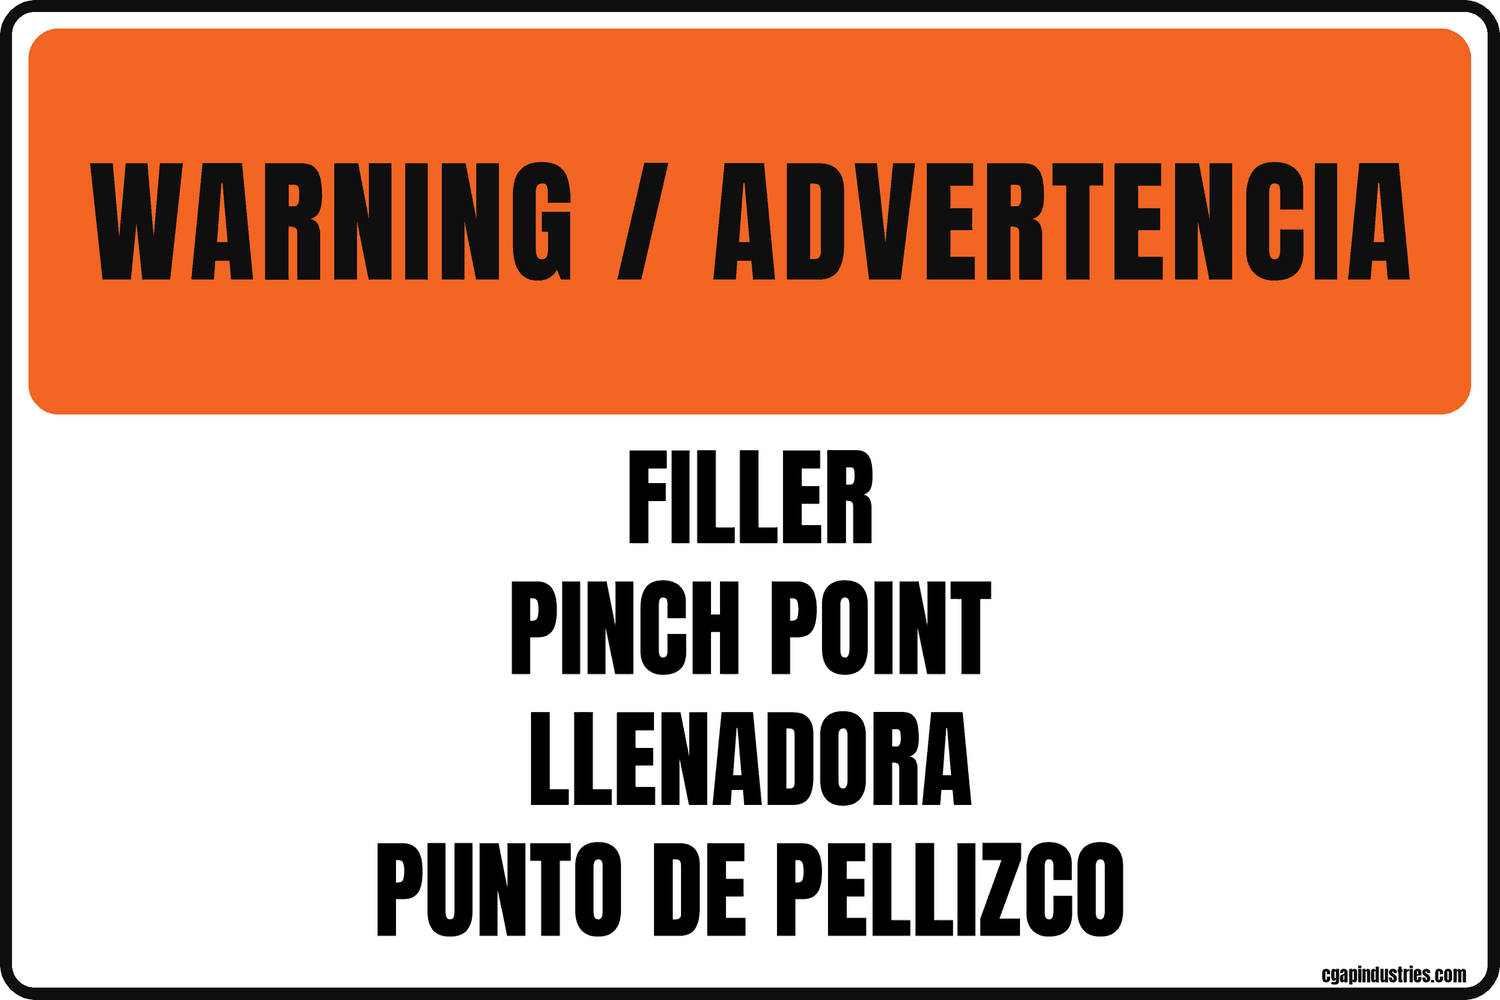 WARNING / ADVERTENCIA
FILLER
PINCH POINT
LLENADORA
PUNTO DE PELLIZCO
cgapindustries.com